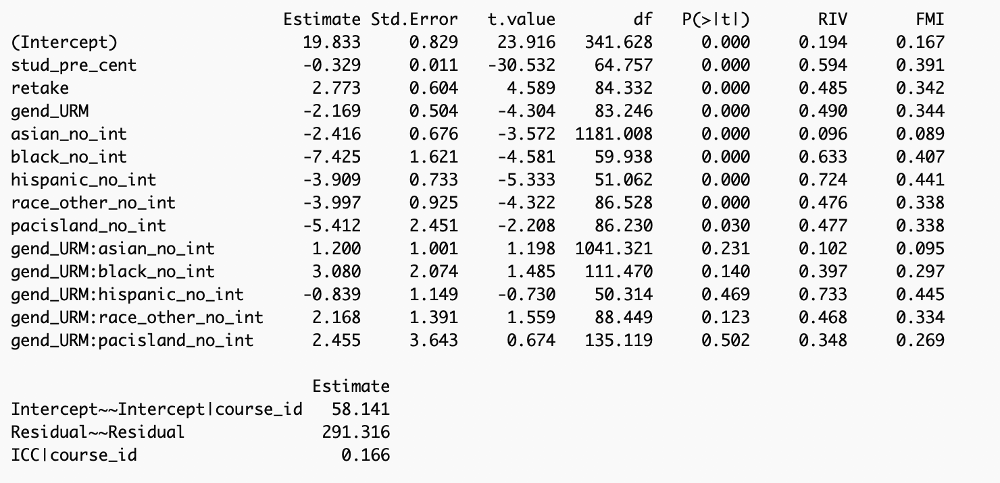 Estimate Std.Error t.value df P(>|t|) RIV FMI
(Intercept) 19.833 0.829 23.916 341.628 0.000 0.194 0.167
stud_pre_cent -0.329 0.011 -30.532 64.757 0.000 0.594 0.391
retake 2.773 0.604 4.589 84.332 0.000 0.485 0.342
gend_URM -2.169 0.504 -4.304 83.246 0.000 0.490 0.344
asian_no_int -2.416 0.676 -3.572 1181.008 0.000 0.096 0.089
black_no_int -7.425 1.621 -4.581 59.938 0.000 0.633 0.407
hispanic_no_int -3.909 0.733 -5.333 51.062 0.000 0.724 0.441
race_other_no_int -3.997 0.925 -4.322 86.528 0.000 0.476 0.338
pacisland_no_int -5.412 2.451 -2.208 86.230 0.030 0.477 0.338
gend_URM:asian_no_int 1.200 1.001 1.198 1041.321 0.231 0.102 0.095
gend_URM:black_no_int 3.080 2.074 1.485 111.470 0.140 0.397 0.297
gend_URM:hispanic_no_int -0.839 1.149 -0.730 50.314 0.469 0.733 0.445
gend_URM:race_other_no_int 2.168 1.391 1.559 88.449 0.123 0.468 0.334
gend_URM:pacisland_no_int 2.455 3.643 0.674 135.119 0.502 0.348 0.269
Estimate
Intercept~~Intercept|course_id 58.141
Residual~~Residual 291.316
ICC|course_id 0.166